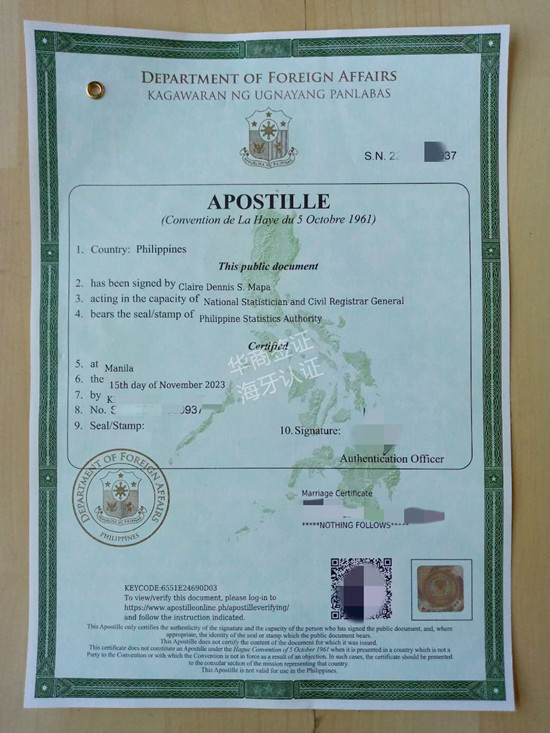 DEPARTMENT OF FOREIGN AFFAIRS
KAGAWARAN NG UGNAYANG PANLABAS
S.N. 22 937
APOSTILLE
(Convention de La Haye du 5 Octobre 1961)
1. Country: Philippines
This public document
2. has been signed by Claire Dennis S. Mapa
3. acting in the capacity of National Statistician and Civil Registrar General
4. bears the seal/stamp of Philippine Statistics Authority
Certified
华商签证
海牙认证
5. at Manila
6. the 15th day of November 2023
7. by K
8. No. S 937
9. Seal/Stamp:
10. Signature:
Authentication Officer
DEPARTMENT OF FOREIGN AFFAIRS
PHILIPPINES
Marriage Certificate
*****NOTHING FOLLOWS*****
KEYCODE:6551E24690D03
To view/verify this document, please log-in to
https://www.apostilleonline.ph/apostilleverifying/
and follow the instruction indicated.
This Apostille only certifies the authenticity of the signature and the capacity of the person who has signed the public document, and, where
appropriate, the identity of the seal or stamp which the public document bears.
This Apostille does not certify the content of the document for which it was issued.
This certificate does not constitute an Apostille under the Hague Convention of 5 October 1961 when it is presented in a country which is not a
Party to the Convention or with which the Convention is not in force as a result of an objection. In such cases, the certificate should be presented
to the consular section of the mission representing that country.
This Apostille is not valid for use in the Philippines.